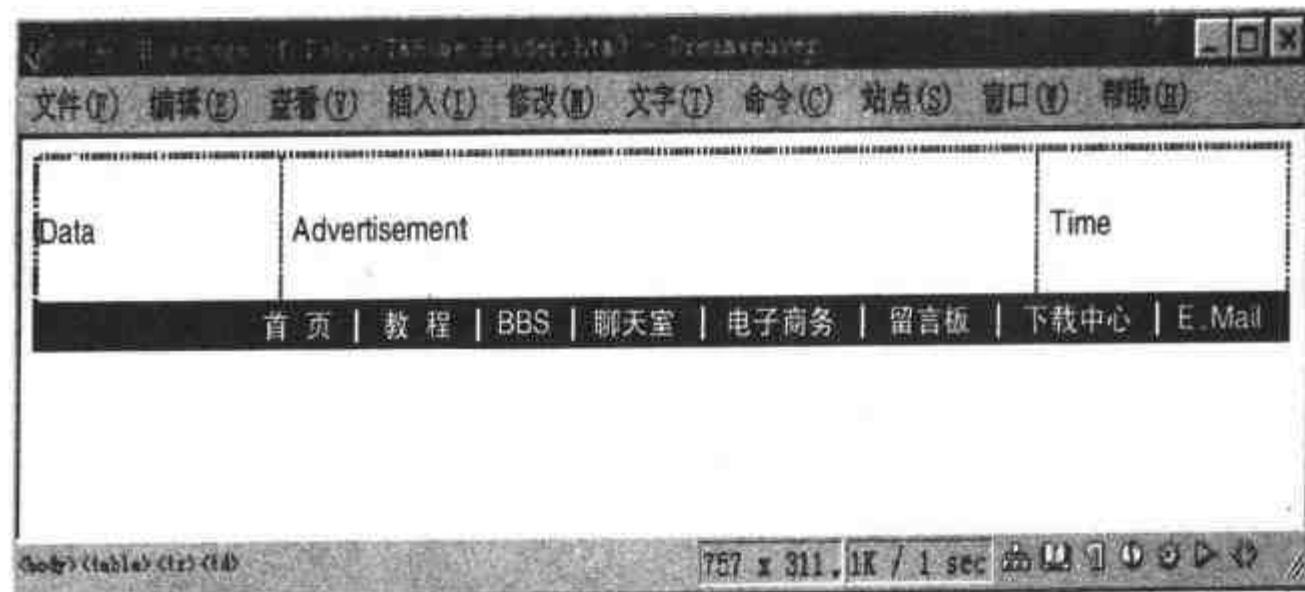 Dreamweaver
文件(F) 编辑(E) 查看(V) 插入(I) 修改(M) 文字(T) 命令(C) 站点(S) 窗口(W) 帮助(H)
Data Advertisement Time
首 页 | 教 程 | BBS | 聊天室 | 电子商务 | 留言板 | 下载中心 | E.Mail
<body><table><tr><td> 757 x 311. 1K / 1 sec